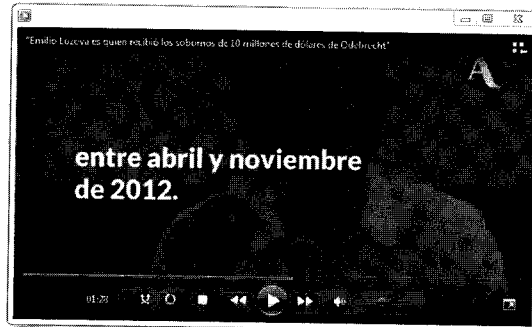 "Emilio Lozoya es quien recibió los sobornos de 10 millones de dólares de Odebrecht"
A
entre abril y noviembre
de 2012.
01:28